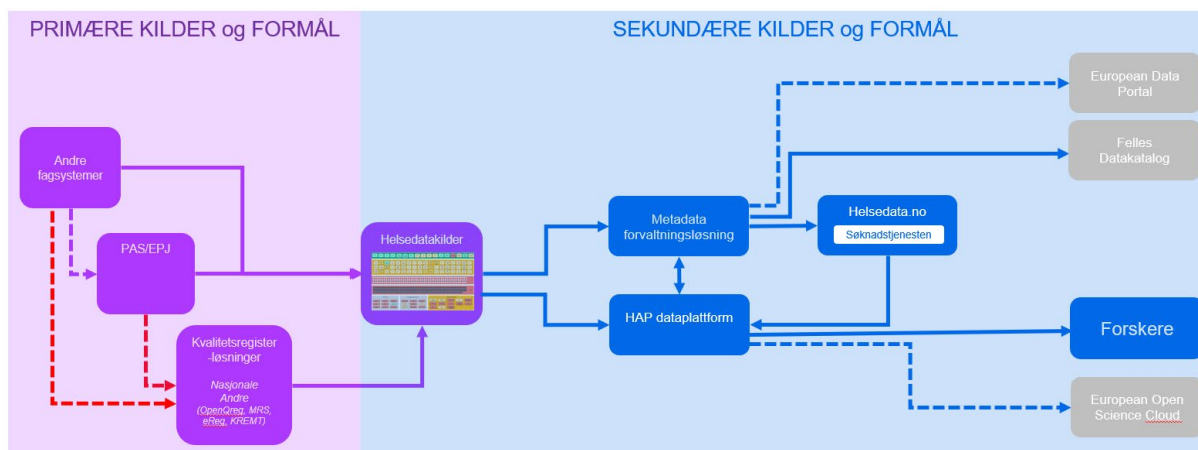 PRIMÆRE KILDER og FORMÅL
SEKUNDÆRE KILDER og FORMÅL
European Data
Portal
Andre
fagsystemer
Felles
Datakatalog
Metadata
forvaltningsløsning
Helsedata.no
Søknadstjenesten
PAS/EPJ
Helsedatakilder
HAP dataplattform
Forskere
Kvalitetsregister
-løsninger
Nasjonale
Andre
(OpenQreg, MRS,
eReg, KREMT)
European Open
Science Cloud